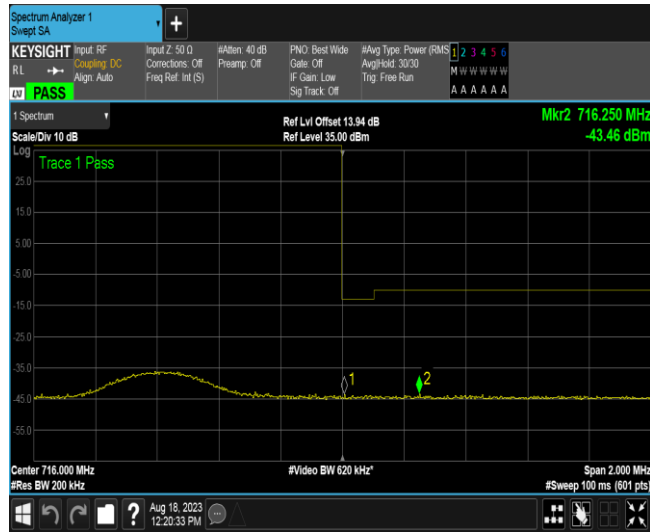 Spectrum Analyzer 1
Swept SA
+
KEYSIGHT Input: RF
RL Coupling: DC
Align: Auto
LXI PASS
Input Z: 50 Ω
Corrections: Off
Freq Ref: Int (S)
#Atten: 40 dB
Preamp: Off
PNO: Best Wide
Gate: Off
IF Gain: Low
Sig Track: Off
#Avg Type: Power (RMS
Avg|Hold: 30/30
Trig: Free Run
1 2 3 4 5 6
M W W W W W
A A A A A A
1 Spectrum
Scale/Div 10 dB
Ref Lvl Offset 13.94 dB
Ref Level 35.00 dBm
Mkr2 716.250 MHz
-43.46 dBm
Log
Trace 1 Pass
25.0
15.0
5.00
-5.00
-15.0
-25.0
-35.0
-45.0
-55.0
1
2
Center 716.000 MHz
#Res BW 200 kHz
#Video BW 620 kHz*
Span 2.000 MHz
#Sweep 100 ms (601 pts)
?
Aug 18, 2023
12:20:33 PM